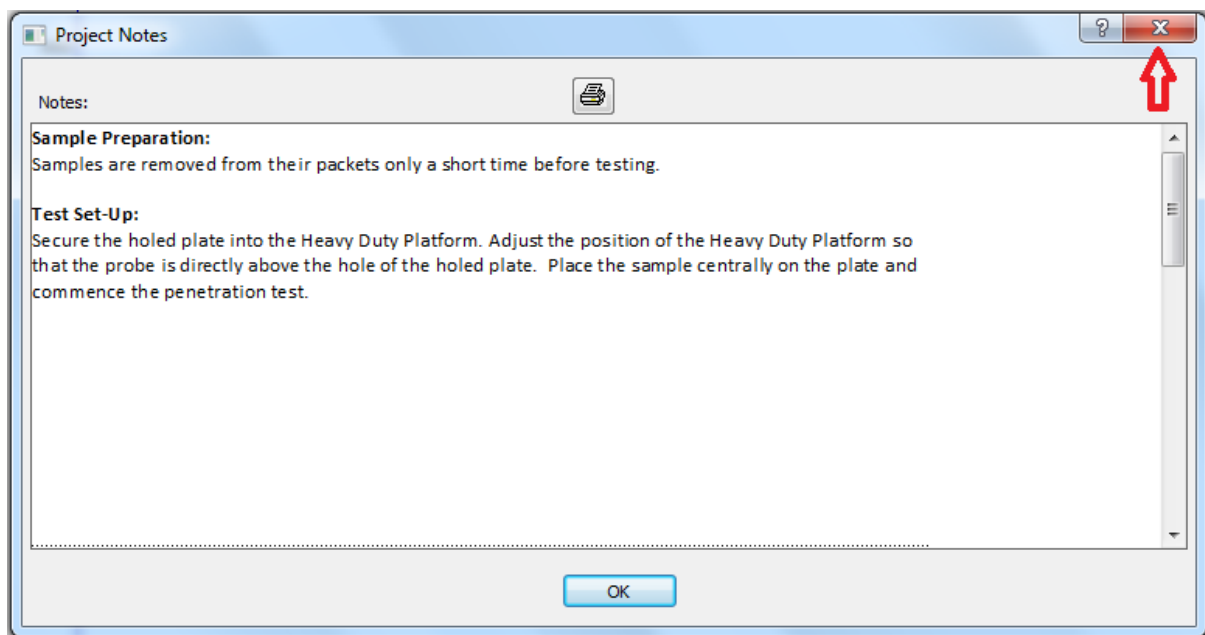 Project Notes
Notes:
Sample Preparation:
Samples are removed from their packets only a short time before testing.
Test Set-Up:
Secure the holed plate into the Heavy Duty Platform. Adjust the position of the Heavy Duty Platform so
that the probe is directly above the hole of the holed plate.  Place the sample centrally on the plate and
commence the penetration test.
OK